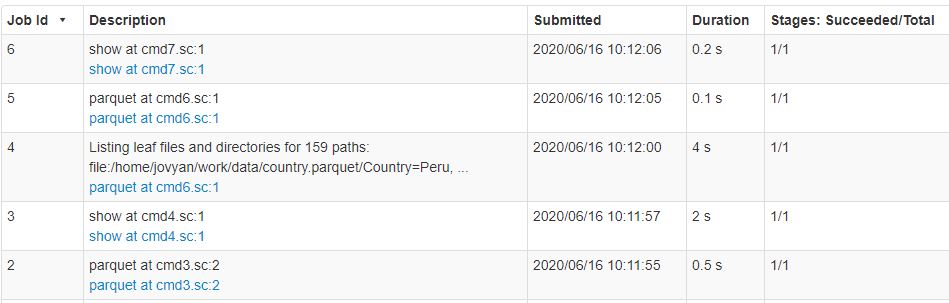 Job Id ▾ Description Submitted Duration Stages: Succeeded/Total
6 show at cmd7.sc:1 2020/06/16 10:12:06 0.2 s 1/1
show at cmd7.sc:1
5 parquet at cmd6.sc:1 2020/06/16 10:12:05 0.1 s 1/1
parquet at cmd6.sc:1
4 Listing leaf files and directories for 159 paths: 2020/06/16 10:12:00 4 s 1/1
file:/home/jovyan/work/data/country.parquet/Country=Peru, ...
parquet at cmd6.sc:1
3 show at cmd4.sc:1 2020/06/16 10:11:57 2 s 1/1
show at cmd4.sc:1
2 parquet at cmd3.sc:2 2020/06/16 10:11:55 0.5 s 1/1
parquet at cmd3.sc:2